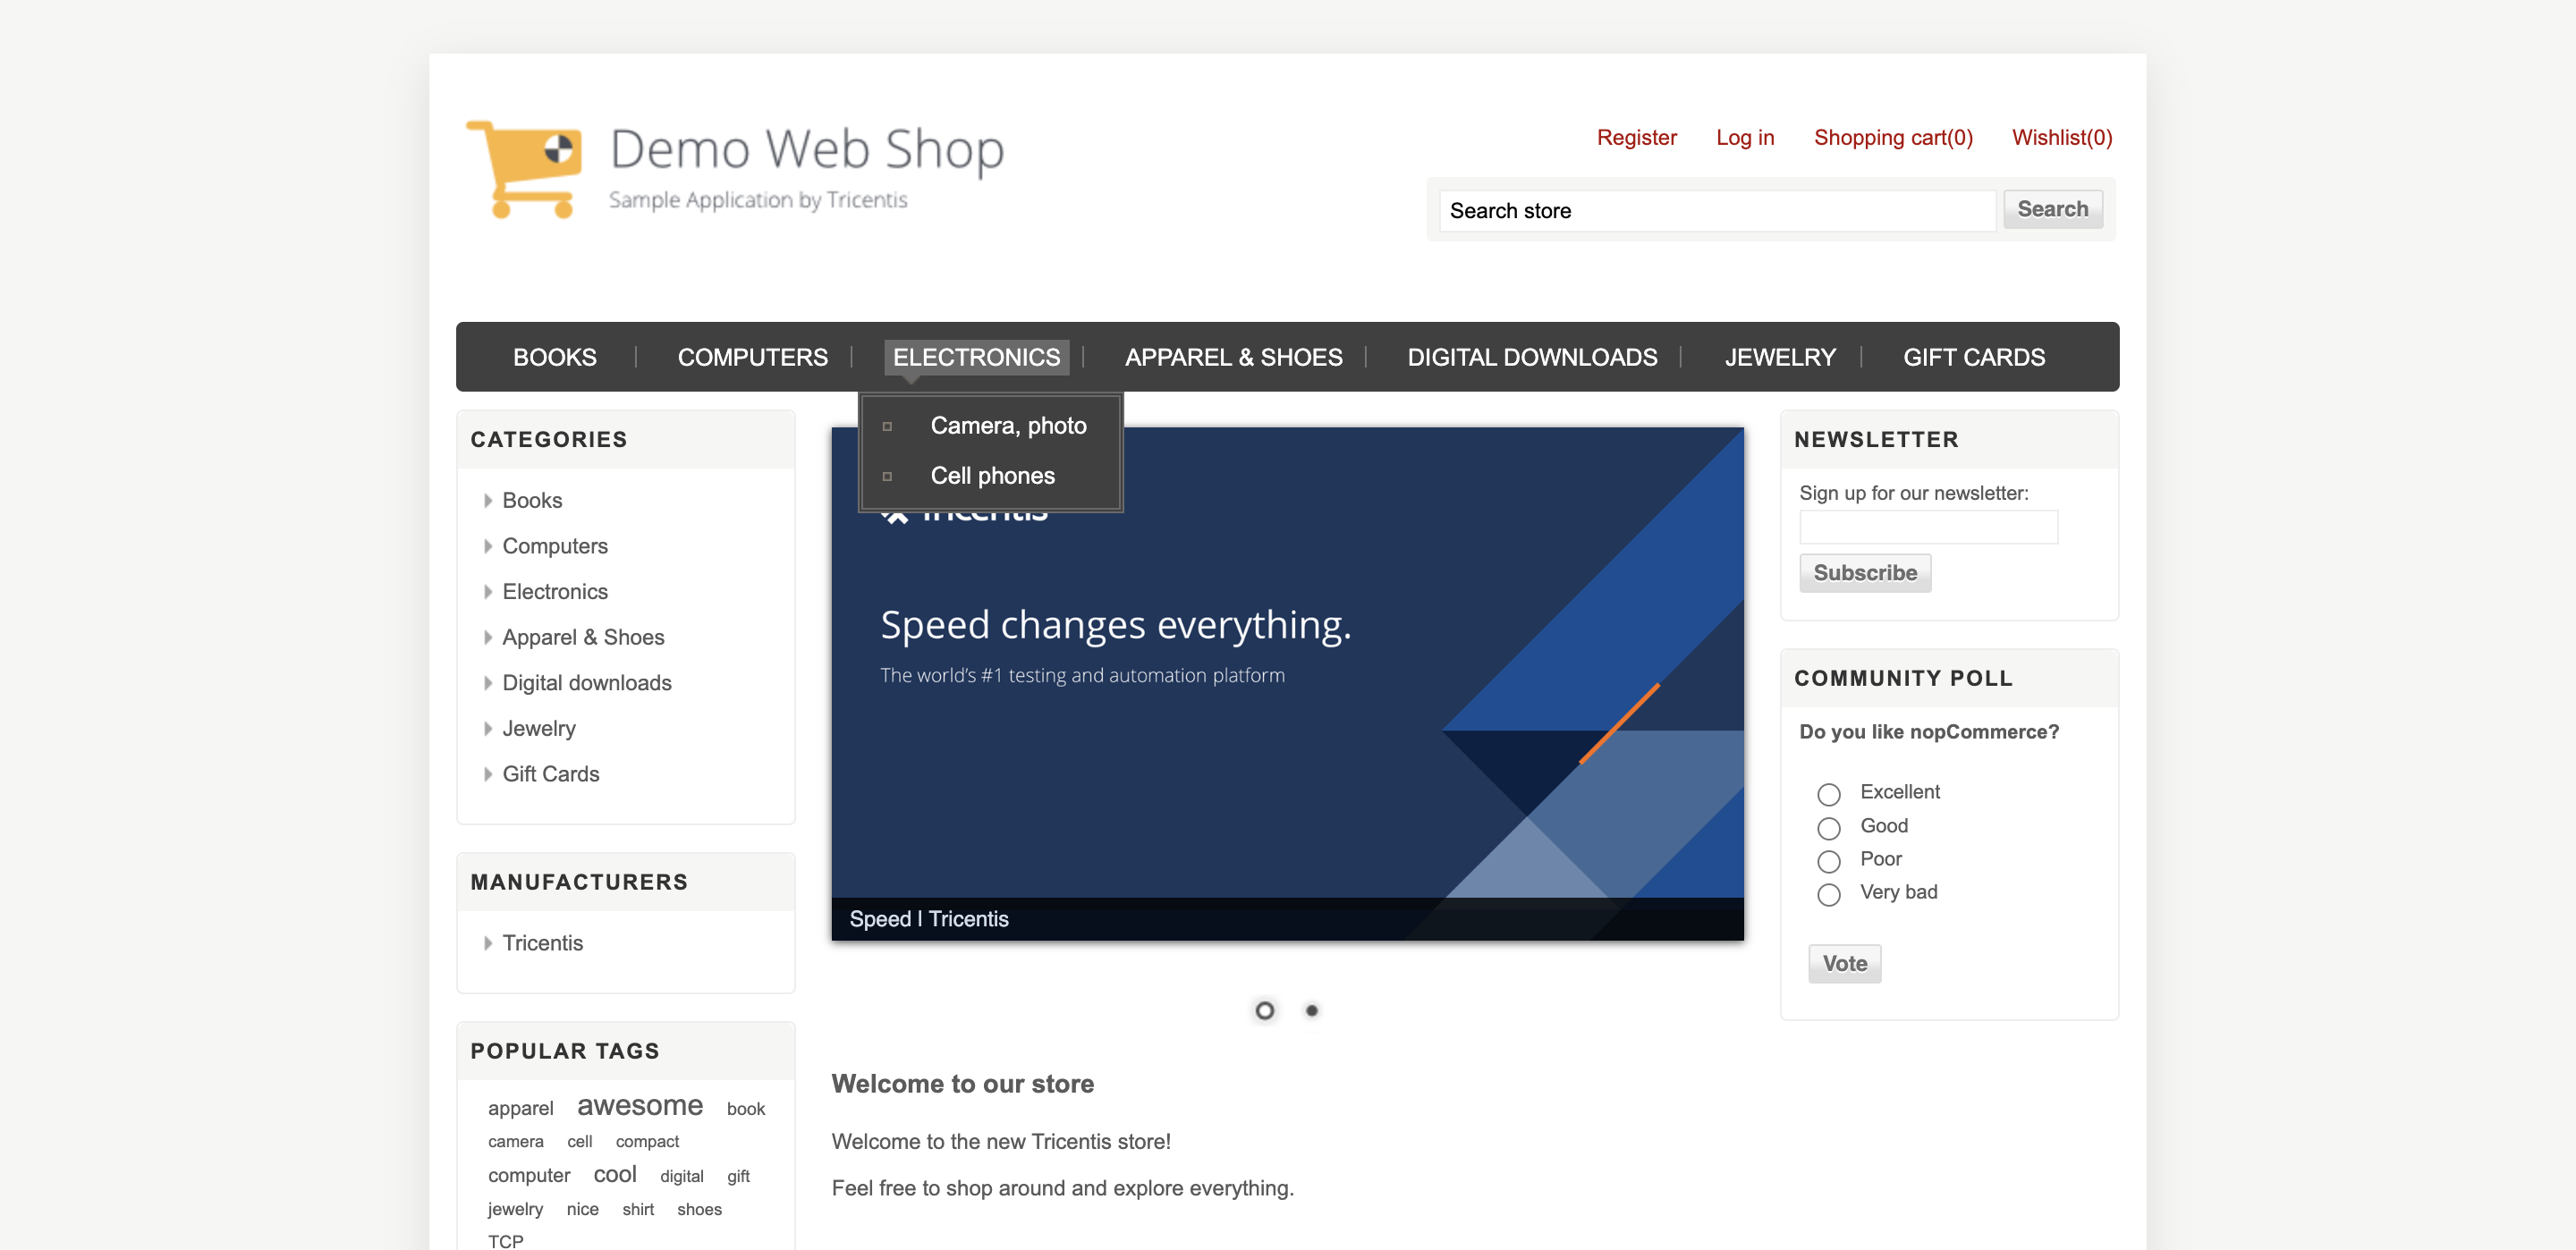 Demo Web Shop
Sample Application by Tricentis
Register Log in Shopping cart(0) Wishlist(0)
Search store Search
BOOKS COMPUTERS ELECTRONICS APPAREL & SHOES DIGITAL DOWNLOADS JEWELRY GIFT CARDS
Camera, photo
Cell phones
CATEGORIES
Books
Computers
Electronics
Apparel & Shoes
Digital downloads
Jewelry
Gift Cards
MANUFACTURERS
Tricentis
POPULAR TAGS
apparel awesome book
camera cell compact
computer cool digital gift
jewelry nice shirt shoes
TCP
Tricentis
Speed changes everything.
The world's #1 testing and automation platform
Speed | Tricentis
Welcome to our store
Welcome to the new Tricentis store!
Feel free to shop around and explore everything.
NEWSLETTER
Sign up for our newsletter:
Subscribe
COMMUNITY POLL
Do you like nopCommerce?
Excellent
Good
Poor
Very bad
Vote